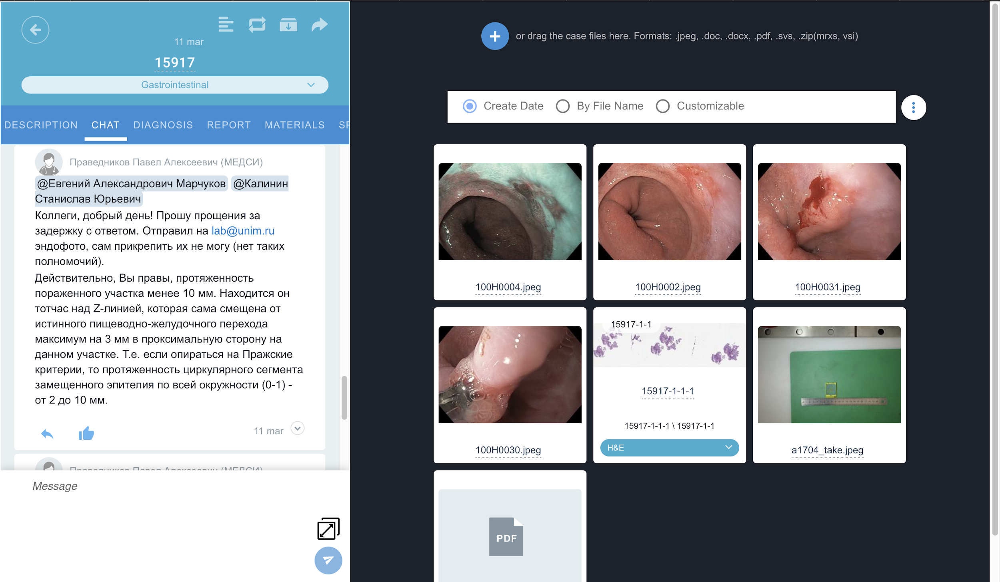 11 mar
15917
Gastrointestinal
DESCRIPTION CHAT DIAGNOSIS REPORT MATERIALS
Праведников Павел Алексеевич (МЕДСИ)
@Евгений Александрович Марчуков @Калинин
Станислав Юрьевич
Коллеги, добрый день! Прошу прощения за
задержку с ответом. Отправил на lab@unim.ru
эндофото, сам прикрепить их не могу (нет таких
полномочий).
Действительно, Вы правы, протяженность
пораженного участка менее 10 мм. Находится он
тотчас над Z-линией, которая сама смещена от
истинного пищеводно-желудочного перехода
максимум на 3 мм в проксимальную сторону на
данном участке. Т.е. если опираться на Пражские
критерии, то протяженность циркулярного сегмента
замещенного эпителия по всей окружности (0-1) -
от 2 до 10 мм.
11 mar
Праведников Павел Алексеевич (МЕДСИ)
Message
or drag the case files here. Formats: .jpeg, .doc, .docx, .pdf, .svs, .zip(mrxs, vsi)
Create Date By File Name Customizable
100H0004.jpeg
100H0002.jpeg
100H0031.jpeg
100H0030.jpeg
15917-1-1
15917-1-1-1
15917-1-1-1 \ 15917-1-1
H&E
a1704_take.jpeg
PDF